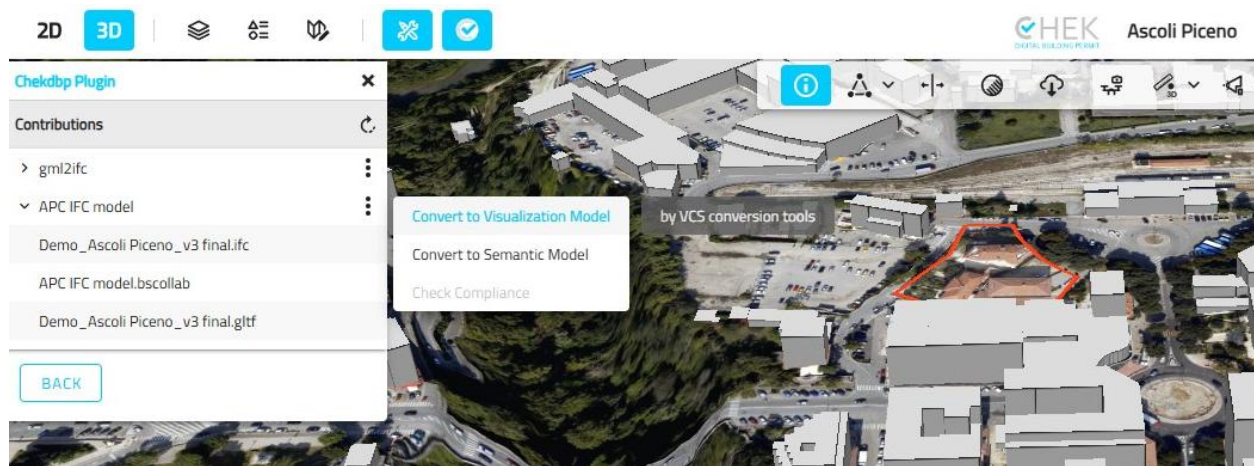 2D 3D
CHEK
DIGITAL BUILDING PERMIT
Ascoli Piceno
Chekdbp Plugin
Contributions
gml2ifc
APC IFC model
Demo_Ascoli Piceno_v3 final.ifc
APC IFC model.bscollab
Demo_Ascoli Piceno_v3 final.gltf
BACK
Convert to Visualization Model
by VCS conversion tools
Convert to Semantic Model
Check Compliance
3D